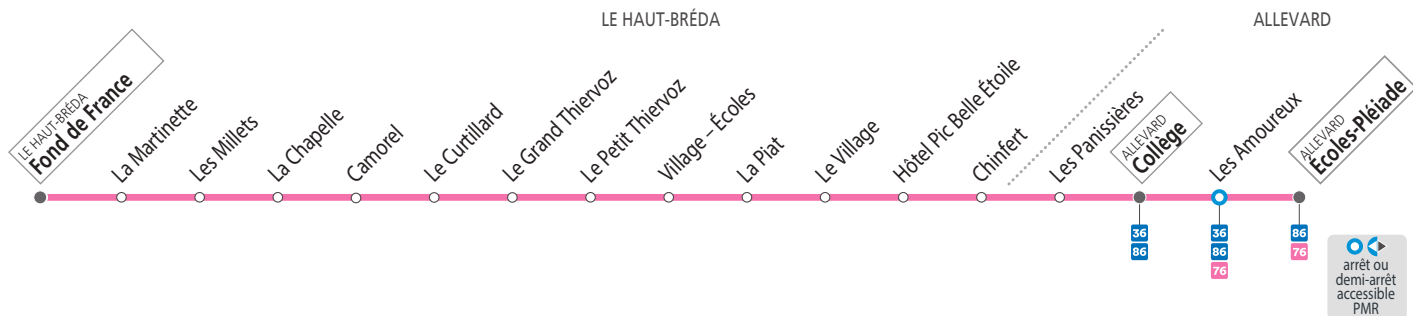 LE HAUT-BRÉDA
ALLEVARD
LE HAUT-BRÉDA
Fond de France
La Martinette
Les Millets
La Chapelle
Camorel
Le Curtillard
Le Grand Thiervoz
Le Petit Thiervoz
Village – Écoles
La Piat
Le Village
Hôtel Pic Belle Étoile
Chinfert
Les Panissières
ALLEVARD
Collège
Les Amoureux
ALLEVARD
Écoles-Pléiade
36
86
36
86
76
86
76
arrêt ou
demi-arrêt
accessible
PMR